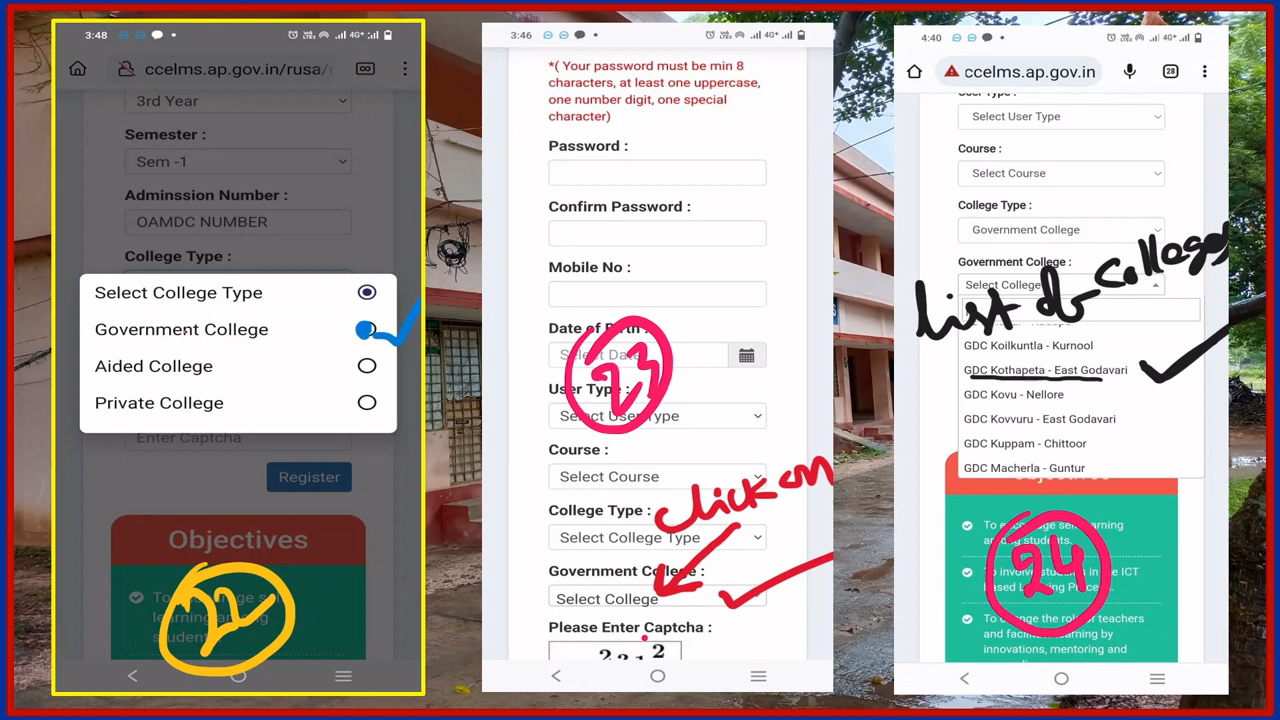 3:48
4G+
ccelms.ap.gov.in/rusa/
3rd Year
Semester :
Sem -1
Adminssion Number :
OAMDC NUMBER
College Type :
Select College Type
Government College
Aided College
Private College
Enter Captcha
Register
Objectives
22
3:46
4G+
*( Your password must be min 8
characters, at least one uppercase,
one number digit, one special
character)
Password :
Confirm Password :
Mobile No :
Date of Birth :
Select Date
23
User Type :
Select User Type
Course :
Select Course
click on
College Type :
Select College Type
Government College :
Select College
Please Enter Captcha :
4:40
4G+
ccelms.ap.gov.in
28
User Type :
Select User Type
Course :
Select Course
College Type :
Government College
Government College :
Select College
List of Colleges
GDC Koilkuntla - Kurnool
GDC Kothapeta - East Godavari
GDC Kovu - Nellore
GDC Kovvuru - East Godavari
GDC Kuppam - Chittoor
GDC Macherla - Guntur
Objectives
To encourage self learning
among students.
24
To involve students in the ICT
based Learning Process.
To change the role of teachers
and facilitate learning by
innovations, mentoring and